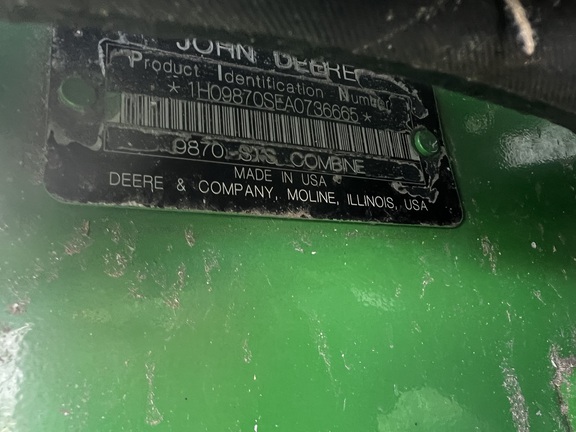 JOHN DEERE
Product Identification Number
* 1H09870SEA0736665 *
9870 STS COMBINE
MADE IN USA
DEERE & COMPANY, MOLINE, ILLINOIS, USA